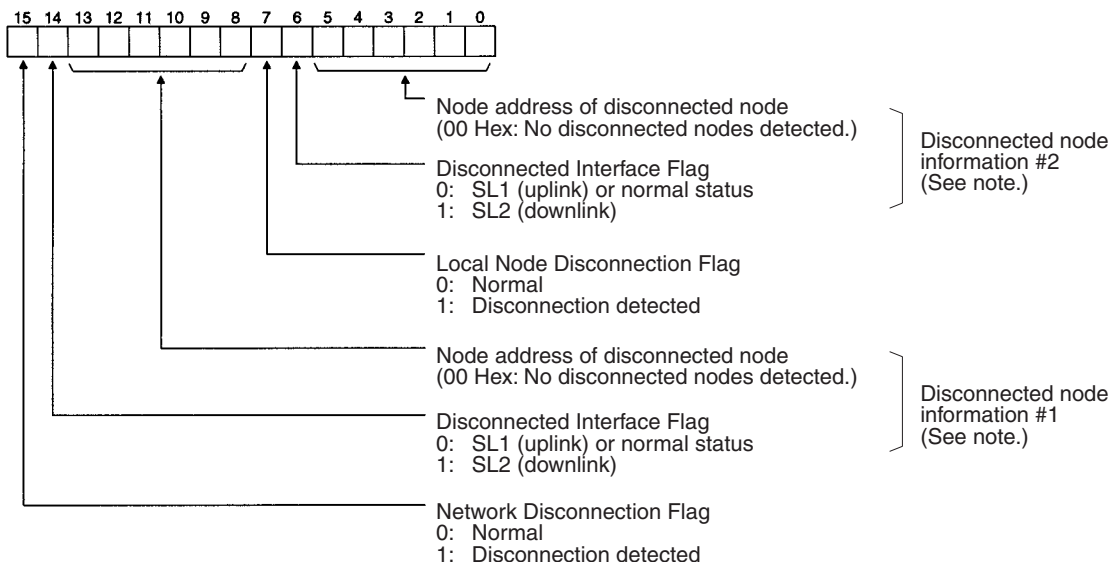 15 14 13 12 11 10 9 8 7 6 5 4 3 2 1 0
Node address of disconnected node
(00 Hex: No disconnected nodes detected.)
Disconnected Interface Flag
0: SL1 (uplink) or normal status
1: SL2 (downlink)
Disconnected node
information #2
(See note.)
Local Node Disconnection Flag
0: Normal
1: Disconnection detected
Node address of disconnected node
(00 Hex: No disconnected nodes detected.)
Disconnected Interface Flag
0: SL1 (uplink) or normal status
1: SL2 (downlink)
Disconnected node
information #1
(See note.)
Network Disconnection Flag
0: Normal
1: Disconnection detected